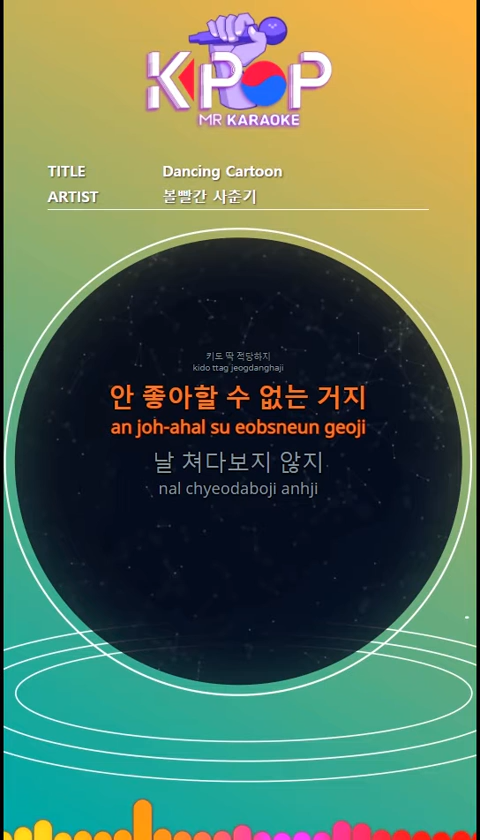 KPOP
MR KARAOKE
TITLE Dancing Cartoon
ARTIST 볼빨간 사춘기
키도 딱 적당하지
kido ttag jeogdanghaji
안 좋아할 수 없는 거지
an joh-ahal su eobsneun geoji
날 쳐다보지 않지
nal chyeodaboji anhji